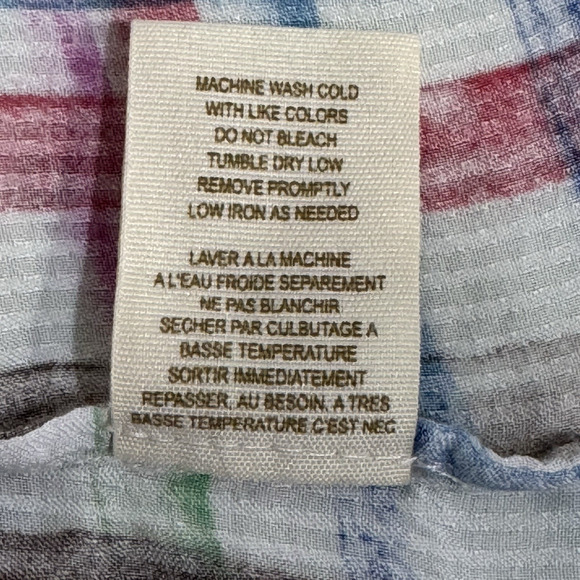 MACHINE WASH COLD
WITH LIKE COLORS
DO NOT BLEACH
TUMBLE DRY LOW
REMOVE PROMPTLY
LOW IRON AS NEEDED
LAVER A LA MACHINE
A L'EAU FROIDE SEPAREMENT
NE PAS BLANCHIR
SECHER PAR CULBUTAGE A
BASSE TEMPERATURE
SORTIR IMMEDIATEMENT
REPASSER, AU BESOIN, A TRES
BASSE TEMPERATURE C'EST NEC